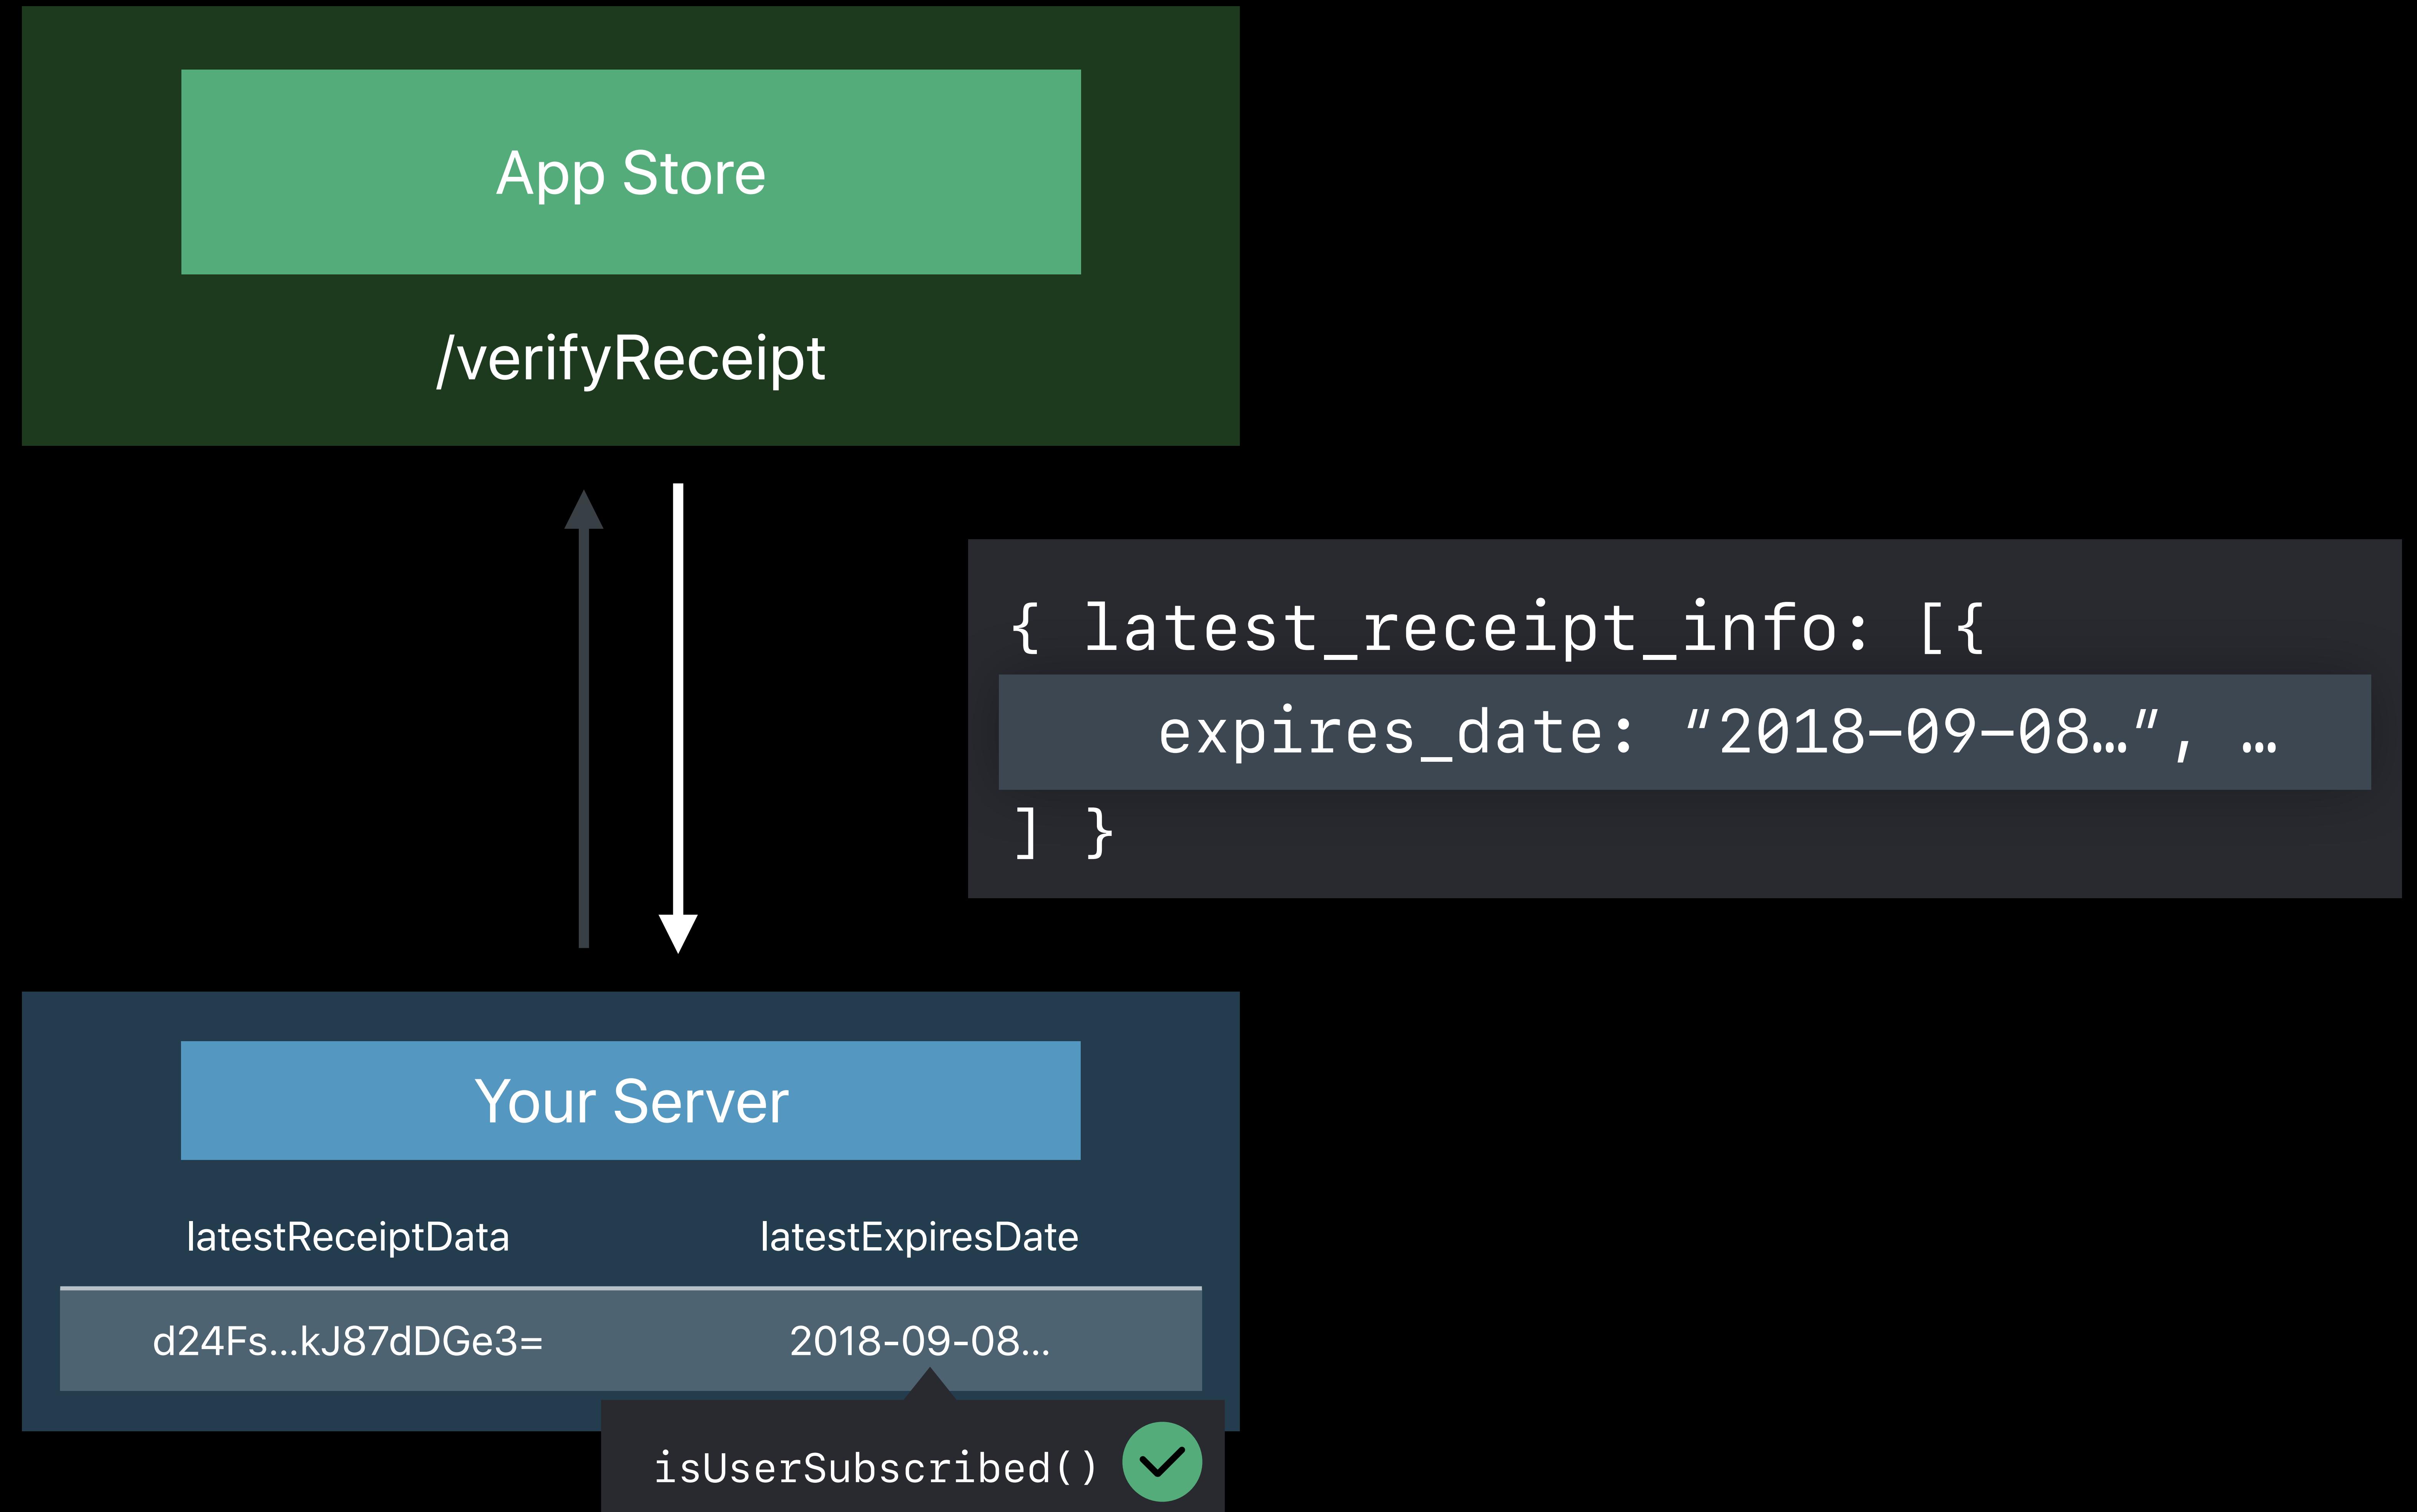 App Store
/verifyReceipt
{ latest_receipt_info: [{
expires_date: “2018–09–08…”, …
] }
Your Server
latestReceiptData latestExpiresDate
d24Fs...kJ87dDGe3= 2018-09-08...
isUserSubscribed()